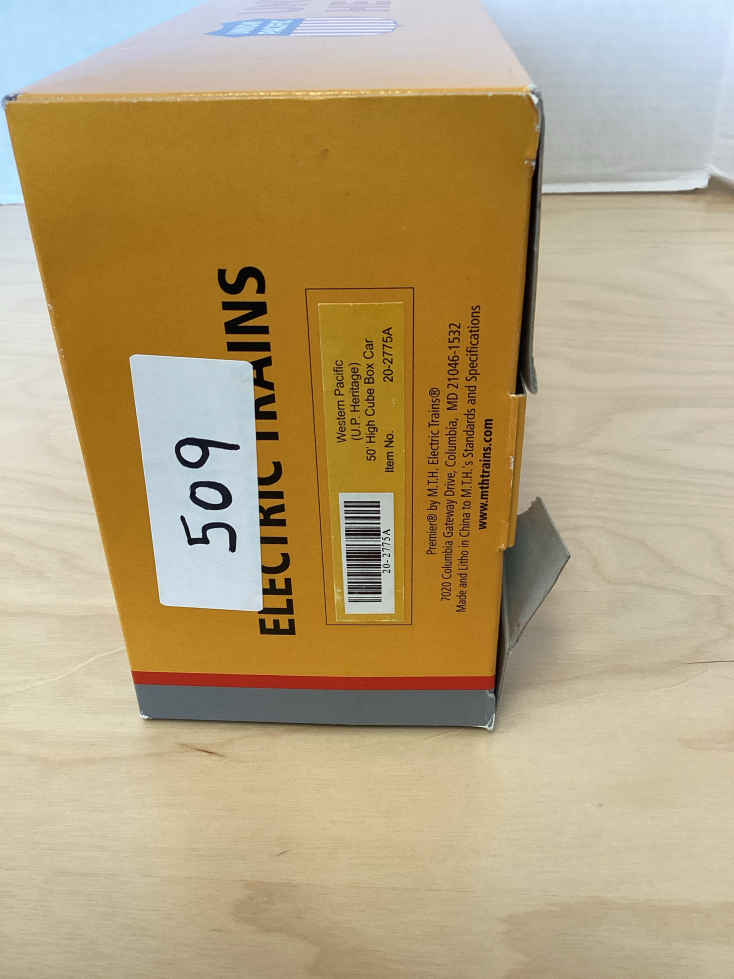 UNION
PACIFIC
509
ELECTRIC TRAINS
Western Pacific
(U.P. Heritage)
50' High Cube Box Car
Item No. 20-2775A
20-2775A
Premier® by M.T.H. Electric Trains®
7020 Columbia Gateway Drive, Columbia, MD 21046-1532
Made and Litho in China to M.T.H.'s Standards and Specifications
www.mthtrains.com